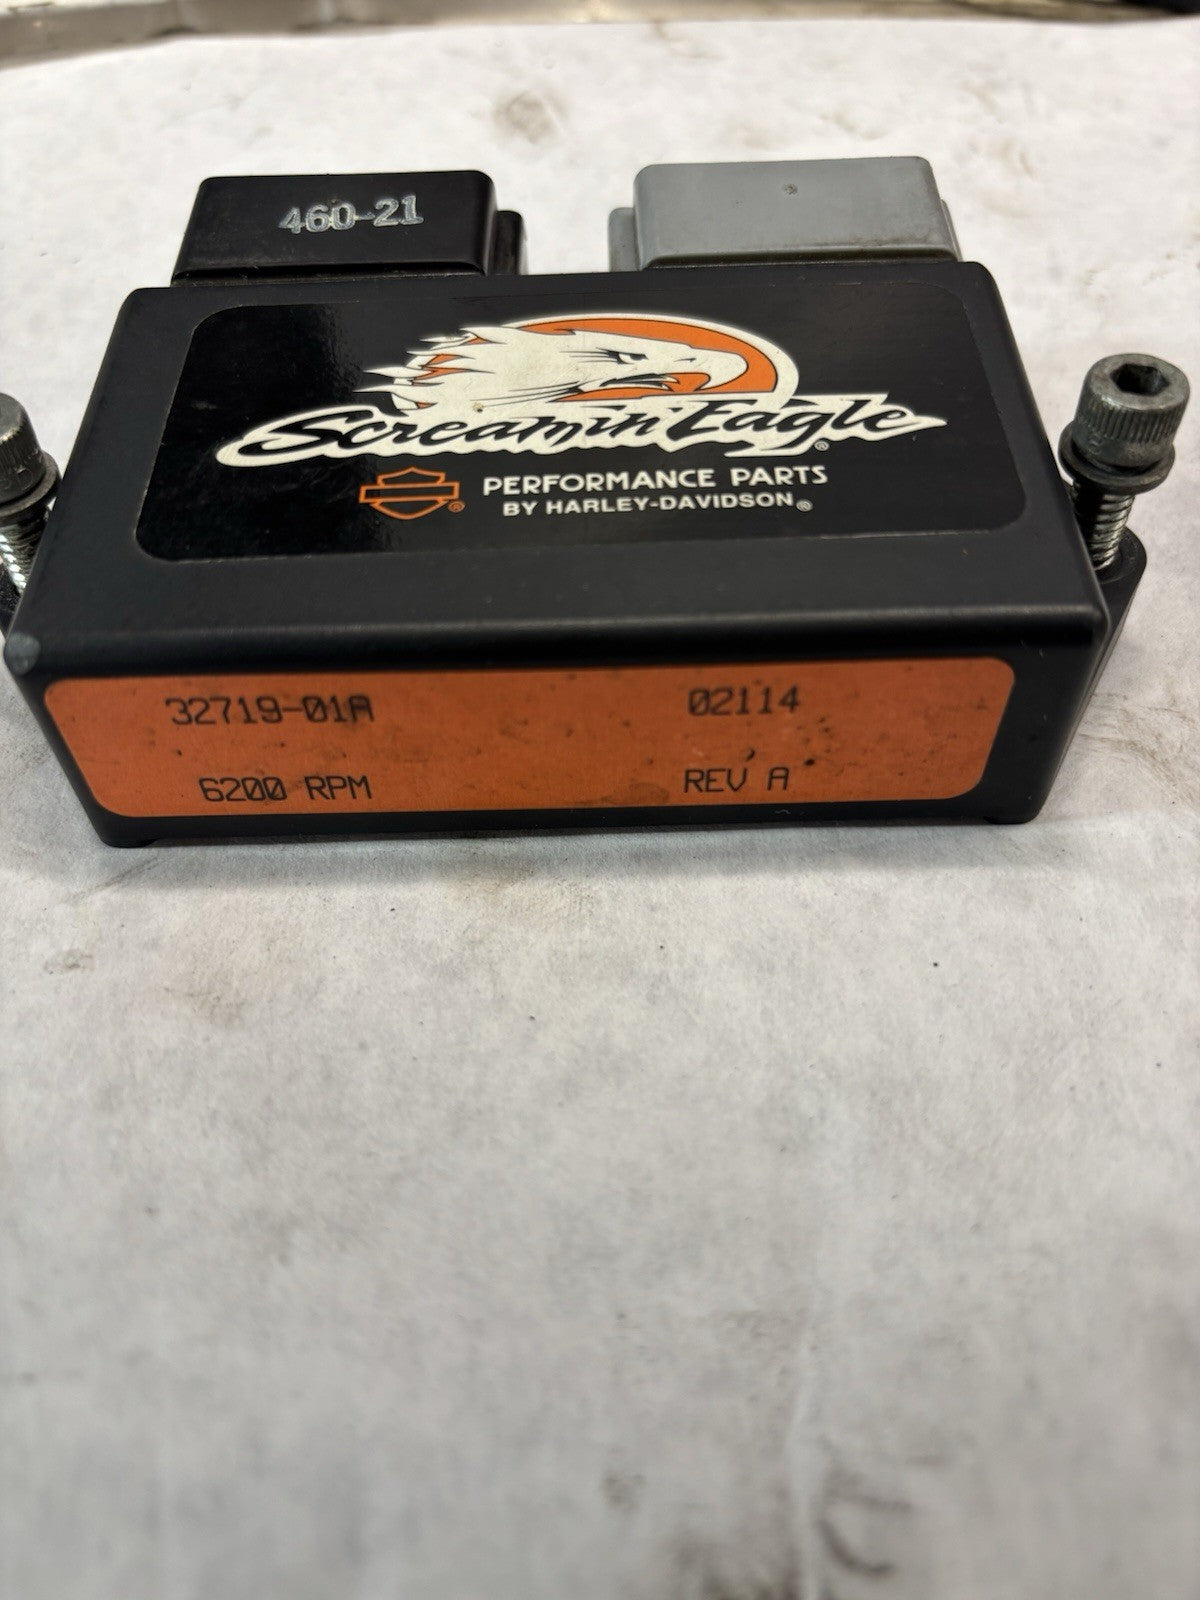 460-21
Screamin' Eagle®
® PERFORMANCE PARTS
BY HARLEY-DAVIDSON®
32719-01A 02114
6200 RPM REV A